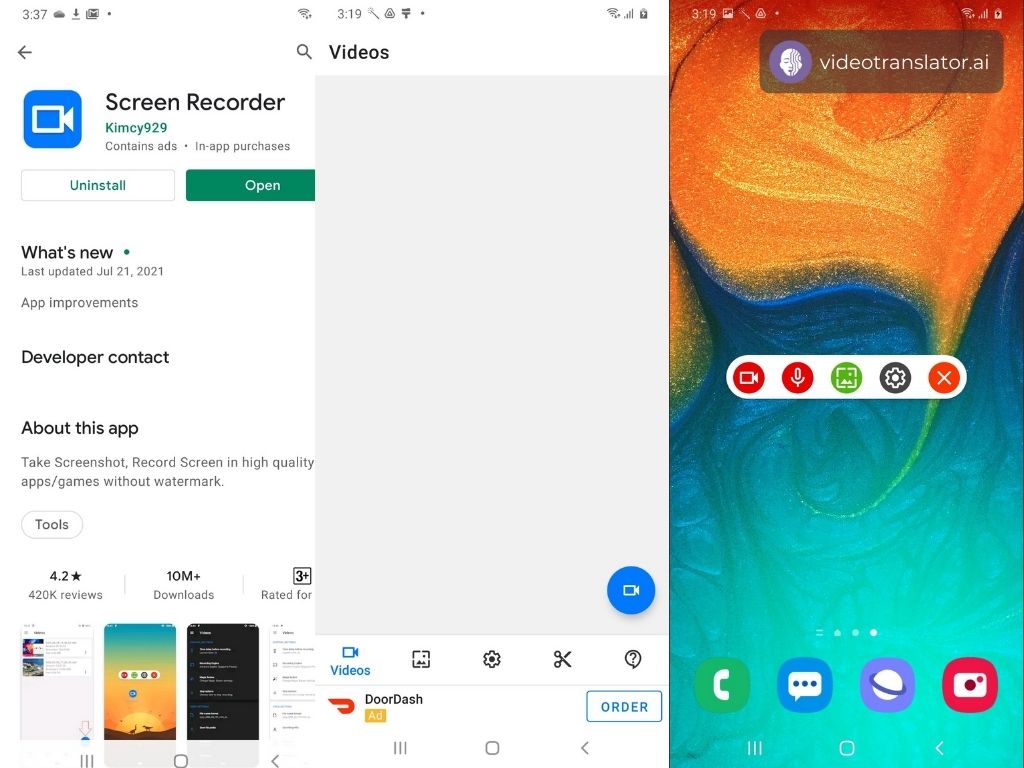 3:37
Screen Recorder
Kimcy929
Contains ads • In-app purchases
Uninstall
Open
What's new •
Last updated Jul 21, 2021
App improvements
Developer contact
About this app
Take Screenshot, Record Screen in high quality
apps/games without watermark.
Tools
4.2★
420K reviews
10M+
Downloads
3+
Rated for
Videos
3:19
Videos
Videos
DoorDash
Ad
ORDER
3:19
videotranslator.ai